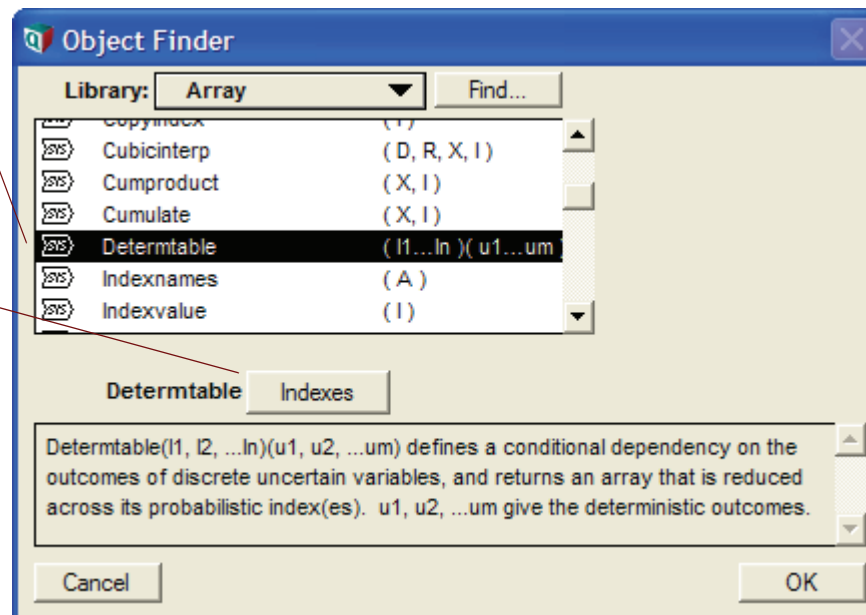 Object Finder
Library: Array Find...
Copyindex ( I )
Cubicinterp ( D, R, X, I )
Cumproduct ( X, I )
Cumulate ( X, I )
Determtable ( I1...In )( u1...um )
Indexnames ( A )
Indexvalue ( I )
Determtable Indexes
Determtable(I1, I2, ...In)(u1, u2, ...um) defines a conditional dependency on the
outcomes of discrete uncertain variables, and returns an array that is reduced
across its probabilistic index(es). u1, u2, ...um give the deterministic outcomes.
Cancel OK